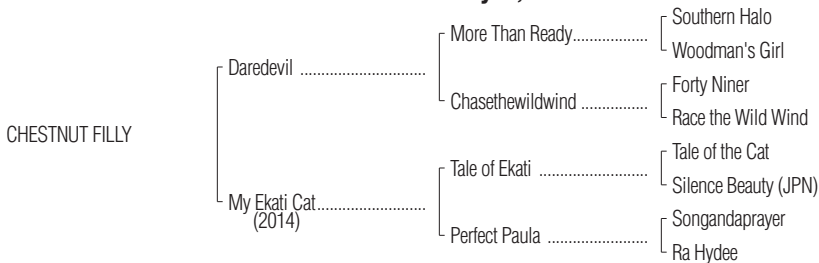 Southern Halo
More Than Ready.................
Woodman's Girl
Daredevil ..............................
Forty Niner
Chasethewildwind ...............
Race the Wild Wind
CHESTNUT FILLY
Tale of the Cat
Tale of Ekati .........................
Silence Beauty (JPN)
My Ekati Cat..........................
(2014)
Songandaprayer
Perfect Paula .......................
Ra Hydee